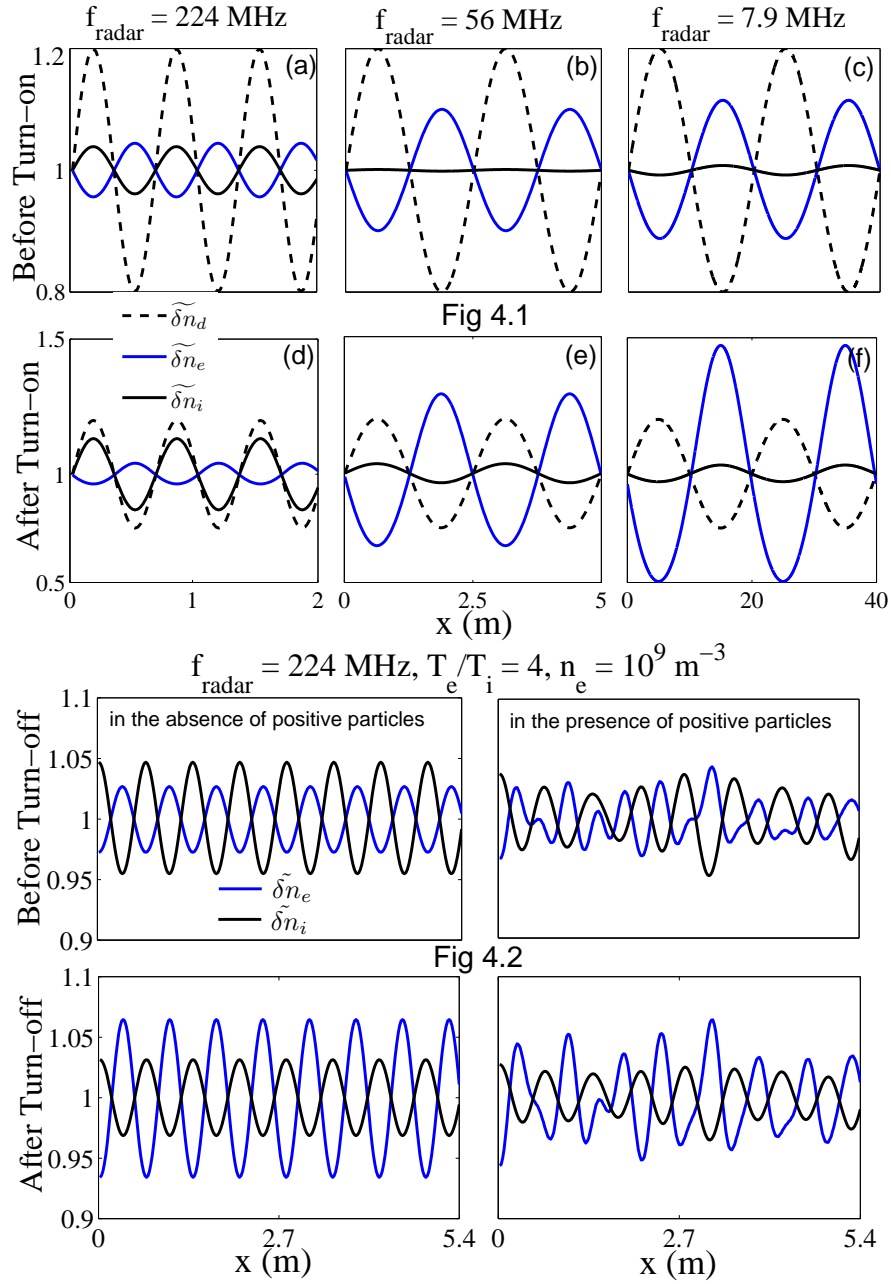 f_radar = 224 MHz
f_radar = 56 MHz
f_radar = 7.9 MHz
Before Turn−on
1.2
1
0.8
(a)
(b)
(c)
Fig 4.1
After Turn−on
1.5
1
0.5
δn_d
δn_e
δn_i
(d)
(e)
(f)
0
2
0
2.5
5
0
20
40
x (m)
f_radar = 224 MHz, T_e/T_i = 4, n_e = 10^9 m^−3
Before Turn−off
1.1
1.05
1
0.95
0.9
in the absence of positive particles
in the presence of positive particles
δ̃n_e
δ̃n_i
Fig 4.2
After Turn−off
1.1
1.05
1
0.95
0.9
0
2.7
5.4
0
2.7
5.4
x (m)
x (m)